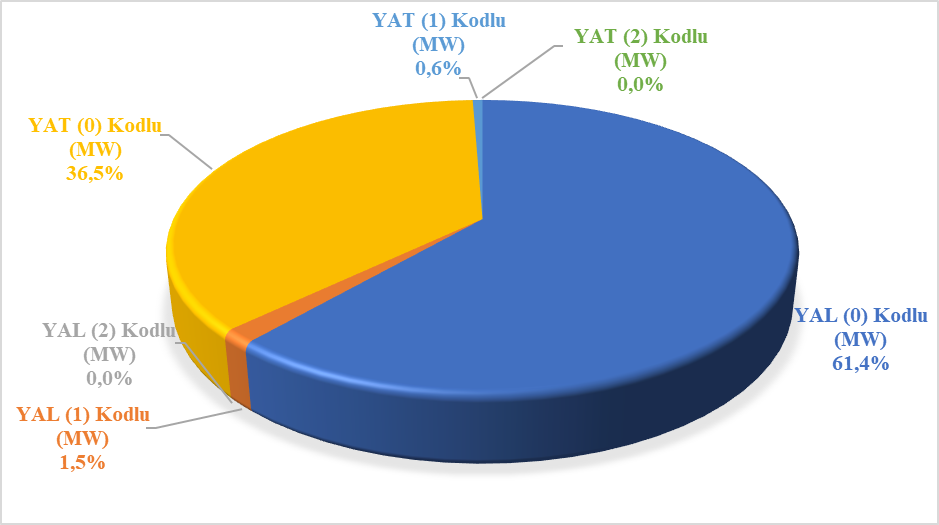 YAT (1) Kodlu
(MW)
0,6%
YAT (2) Kodlu
(MW)
0,0%
YAT (0) Kodlu
(MW)
36,5%
YAL (0) Kodlu
(MW)
61,4%
YAL (2) Kodlu
(MW)
0,0%
YAL (1) Kodlu
(MW)
1,5%